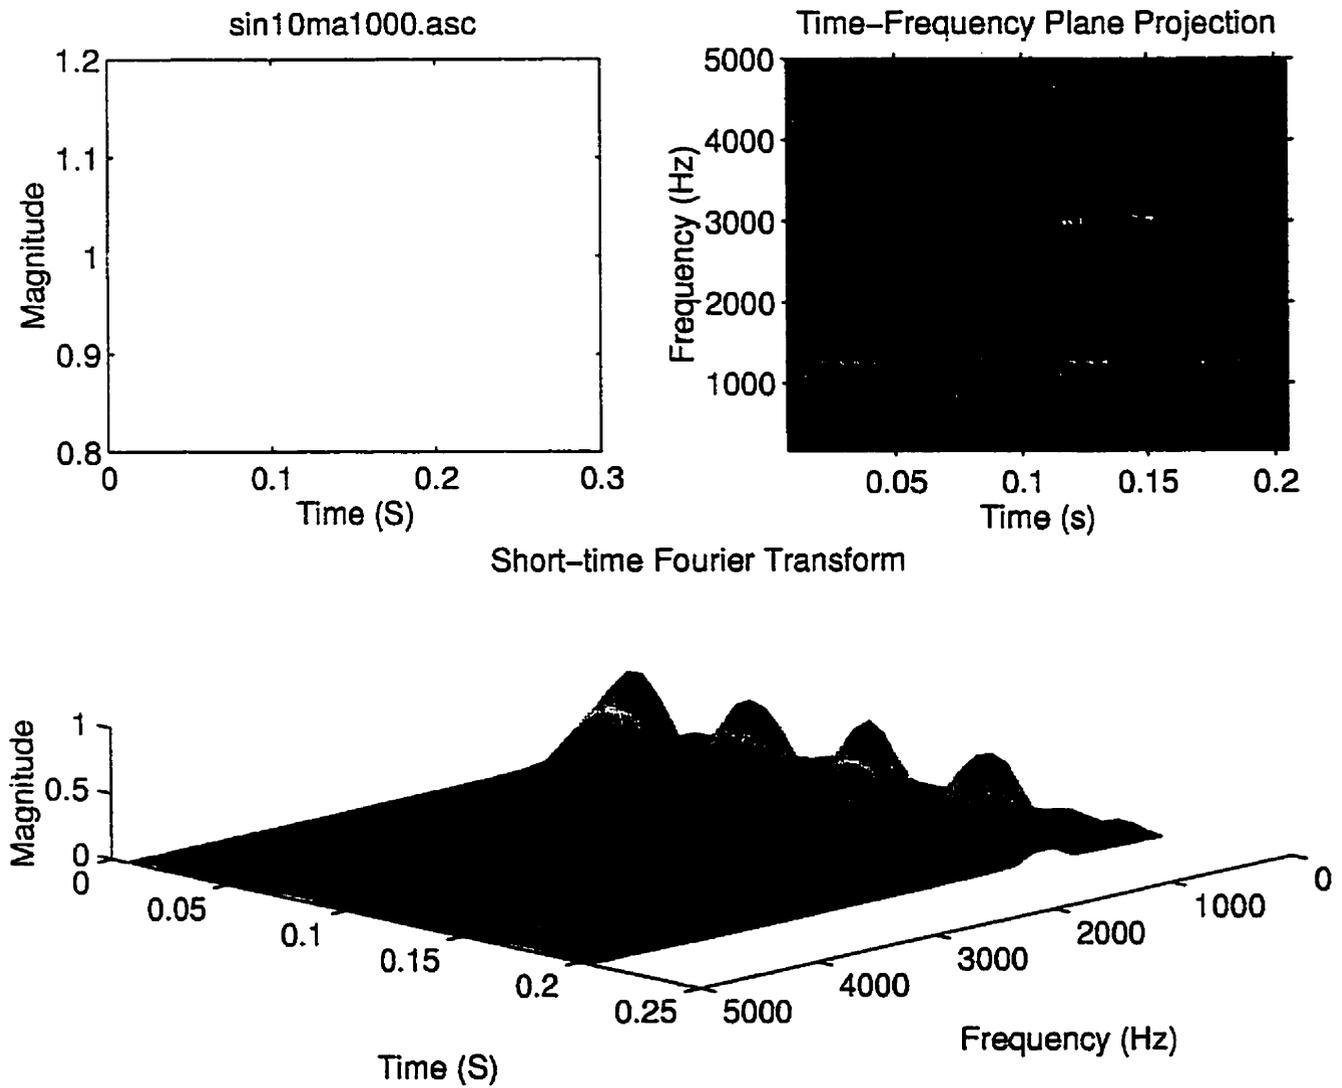 sin10ma1000.asc
1.2
1.1
1
0.9
0.8
Magnitude
0 0.1 0.2 0.3
Time (S)
Time–Frequency Plane Projection
5000
4000
3000
2000
1000
Frequency (Hz)
0.05 0.1 0.15 0.2
Time (s)
Short–time Fourier Transform
1
0.5
0
Magnitude
0
0.05
0.1
0.15
0.2
0.25
Time (S)
5000
4000
3000
2000
1000
0
Frequency (Hz)